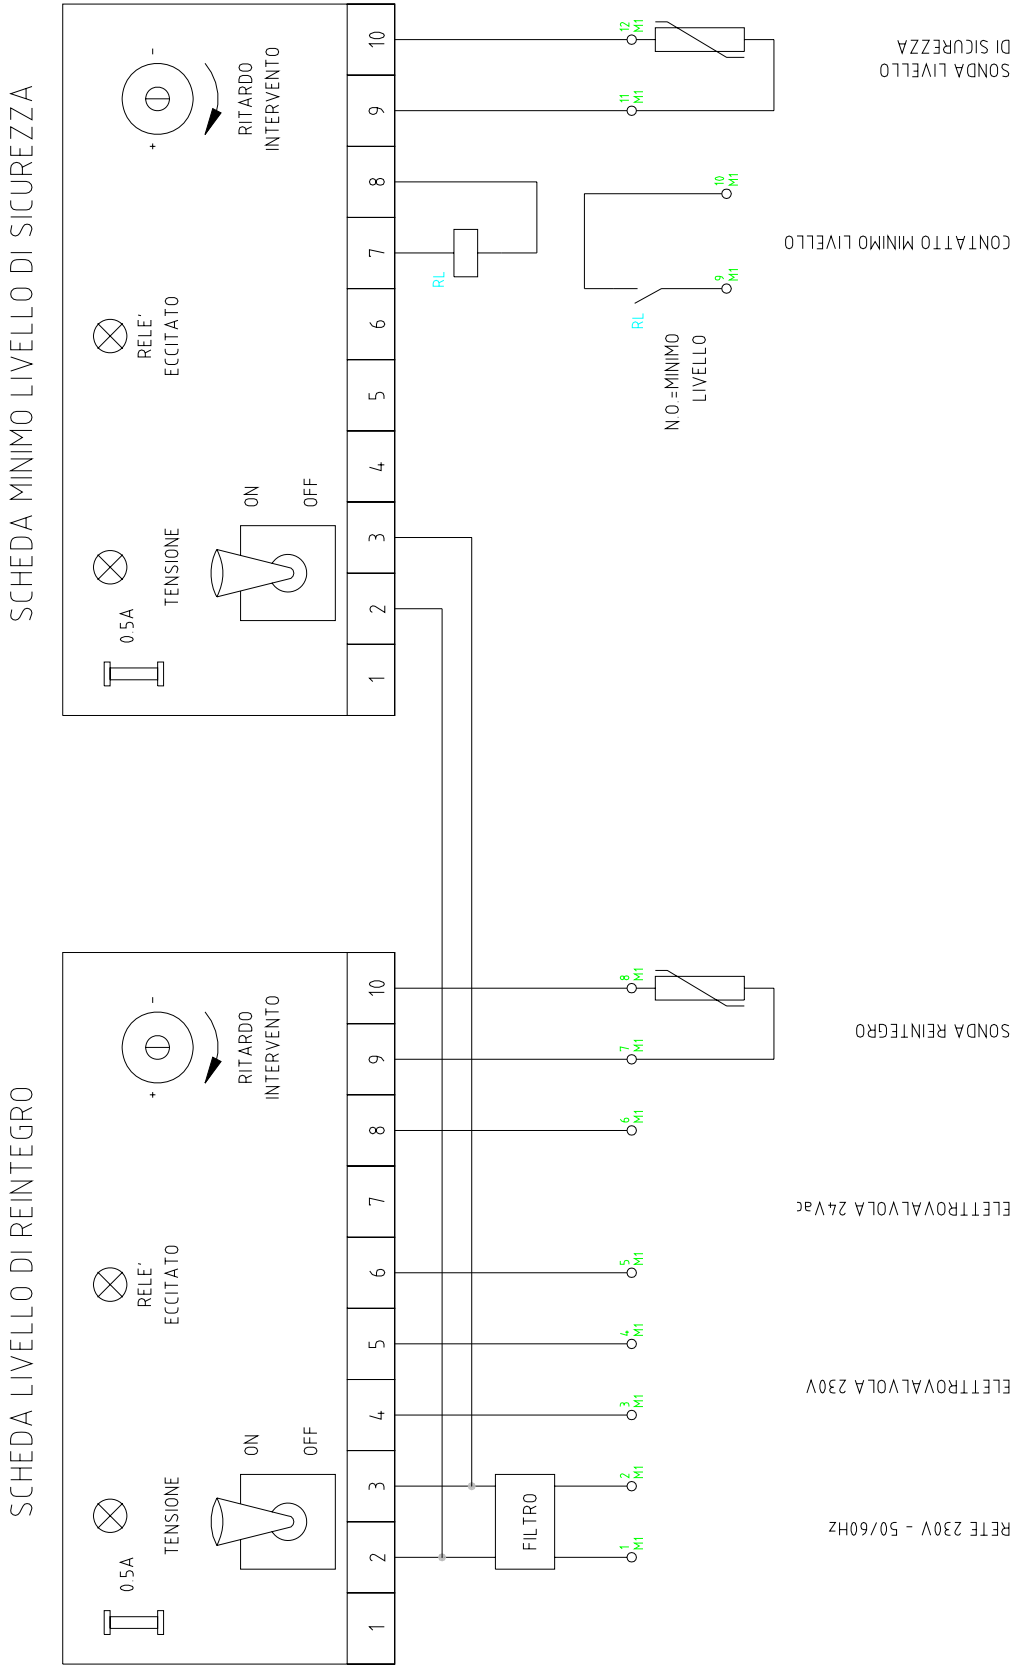 SCHEDA LIVELLO DI REINTEGRO
0.5A
TENSIONE
RELE'
ECCITATO
+
-
RITARDO
INTERVENTO
ON
OFF
1
2
3
4
5
6
7
8
9
10
FILTRO
1
M1
2
M1
3
M1
4
M1
5
M1
6
M1
7
M1
8
M1
RETE 230V - 50/60Hz
ELETTROVALVOLA 230V
ELETTROVALVOLA 24Vac
SONDA REINTEGRO
SCHEDA MINIMO LIVELLO DI SICUREZZA
0.5A
TENSIONE
RELE'
ECCITATO
+
-
RITARDO
INTERVENTO
ON
OFF
1
2
3
4
5
6
7
8
9
10
RL
RL
N.O.=MINIMO
LIVELLO
9
M1
10
M1
11
M1
12
M1
CONTATTO MINIMO LIVELLO
SONDA LIVELLO
DI SICUREZZA